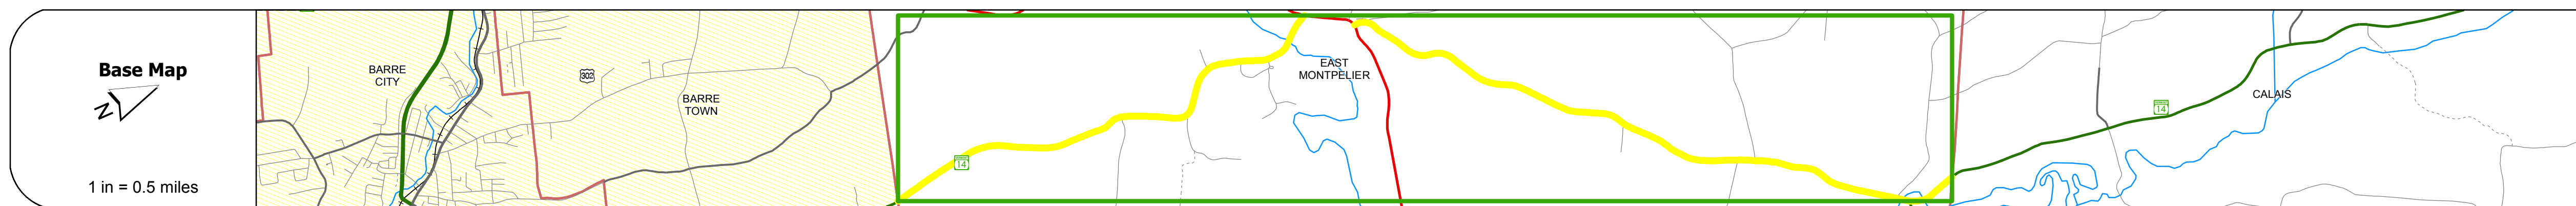 Base Map
N
1 in = 0.5 miles
BARRE
CITY
302
BARRE
TOWN
14
EAST
MONTPELIER
14
CALAIS